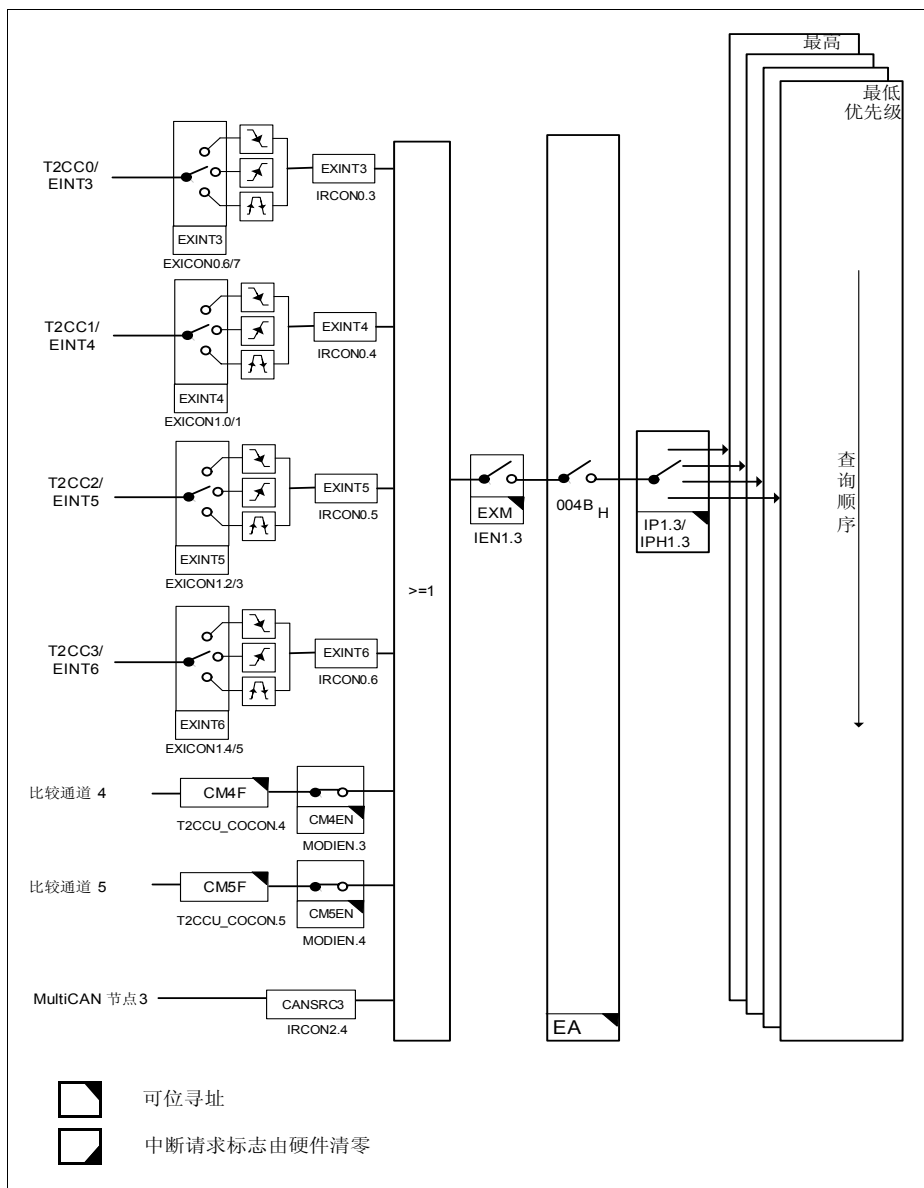 最高
最低
优先级
T2CC0/
EINT3
EXINT3
EXICON0.6/7
EXINT3
IRCON0.3
T2CC1/
EINT4
EXINT4
EXICON1.0/1
EXINT4
IRCON0.4
T2CC2/
EINT5
EXINT5
EXICON1.2/3
EXINT5
IRCON0.5
T2CC3/
EINT6
EXINT6
EXICON1.4/5
EXINT6
IRCON0.6
比较通道 4
CM4F
T2CCU_COCON.4
CM4EN
MODIEN.3
比较通道 5
CM5F
T2CCU_COCON.5
CM5EN
MODIEN.4
MultiCAN 节点3
CANSRC3
IRCON2.4
>=1
EXM
IEN1.3
004B H
EA
IP1.3/
IPH1.3
查询顺序
可位寻址
中断请求标志由硬件清零